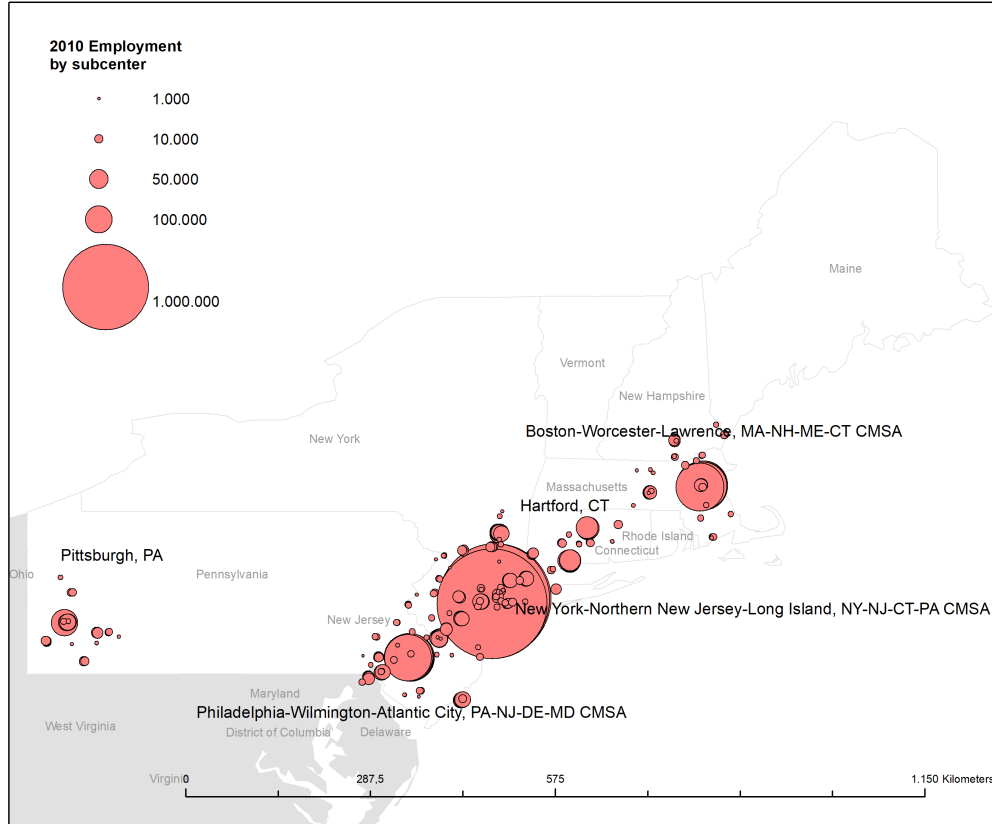 2010 Employment
by subcenter
1.000
10.000
50.000
100.000
1.000.000
Maine
Vermont
New Hampshire
New York
Boston-Worcester-Lawrence, MA-NH-ME-CT CMSA
Massachusetts
Hartford, CT
Rhode Island
Connecticut
Pittsburgh, PA
Ohio
Pennsylvania
New York-Northern New Jersey-Long Island, NY-NJ-CT-PA CMSA
New Jersey
Maryland
Philadelphia-Wilmington-Atlantic City, PA-NJ-DE-MD CMSA
West Virginia
District of Columbia
Delaware
Virginia
0 287,5 575 1.150 Kilometers